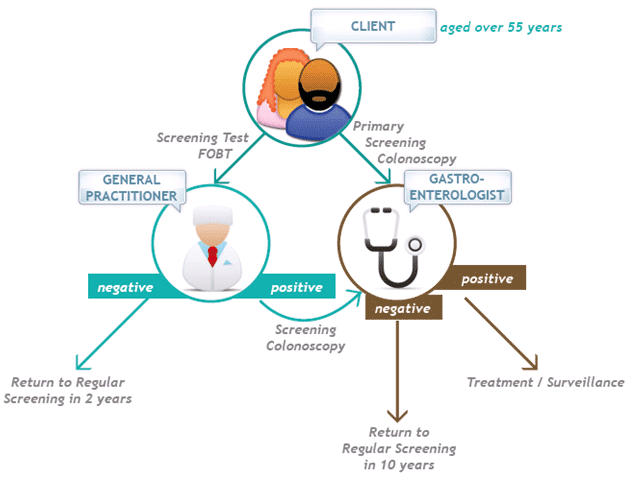 CLIENT
aged over 55 years
Screening Test
FOBT
Primary
Screening
Colonoscopy
GENERAL
PRACTITIONER
GASTRO-
ENTEROLOGIST
negative
positive
negative
positive
Screening
Colonoscopy
Return to Regular
Screening in 2 years
Treatment / Surveillance
Return to
Regular Screening
in 10 years